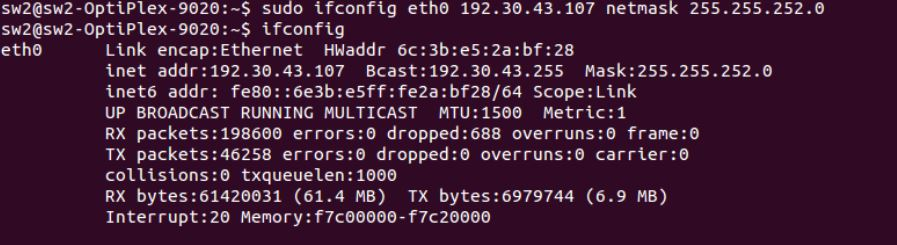 sw2@sw2-OptiPlex-9020:~$ sudo ifconfig eth0 192.30.43.107 netmask 255.255.252.0
sw2@sw2-OptiPlex-9020:~$ ifconfig
eth0      Link encap:Ethernet  HWaddr 6c:3b:e5:2a:bf:28
          inet addr:192.30.43.107  Bcast:192.30.43.255  Mask:255.255.252.0
          inet6 addr: fe80::6e3b:e5ff:fe2a:bf28/64 Scope:Link
          UP BROADCAST RUNNING MULTICAST  MTU:1500  Metric:1
          RX packets:198600 errors:0 dropped:688 overruns:0 frame:0
          TX packets:46258 errors:0 dropped:0 overruns:0 carrier:0
          collisions:0 txqueuelen:1000
          RX bytes:61420031 (61.4 MB)  TX bytes:6979744 (6.9 MB)
          Interrupt:20 Memory:f7c00000-f7c20000